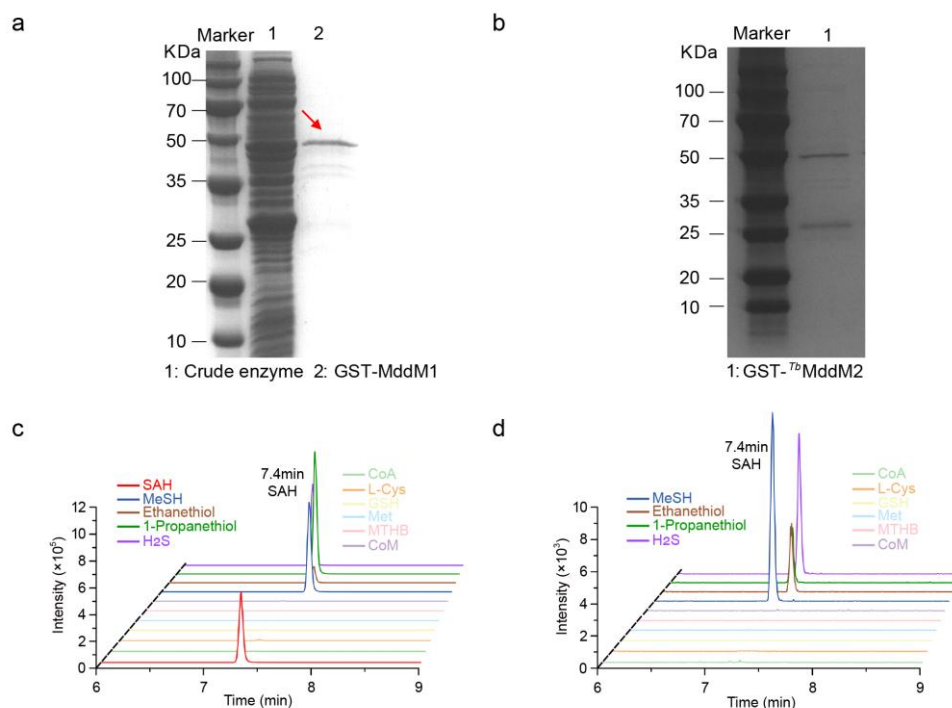 a
Marker 1 2
KDa
100
70
50
35
25
20
10
1: Crude enzyme 2: GST-MddM1
b
Marker 1
KDa
100
70
50
35
25
20
10
1: GST-TbMddM2
c
SAH
MeSH
Ethanethiol
1-Propanethiol
H2S
7.4min
SAH
CoA
L-Cys
GSH
Met
MTHB
CoM
Intensity (×10⁵)
12
10
8
6
4
2
0
6 7 8 9
Time (min)
d
MeSH
Ethanethiol
1-Propanethiol
H2S
7.4min
SAH
CoA
L-Cys
GSH
Met
MTHB
CoM
Intensity (×10³)
10
8
6
4
2
0
6 7 8 9
Time (min)